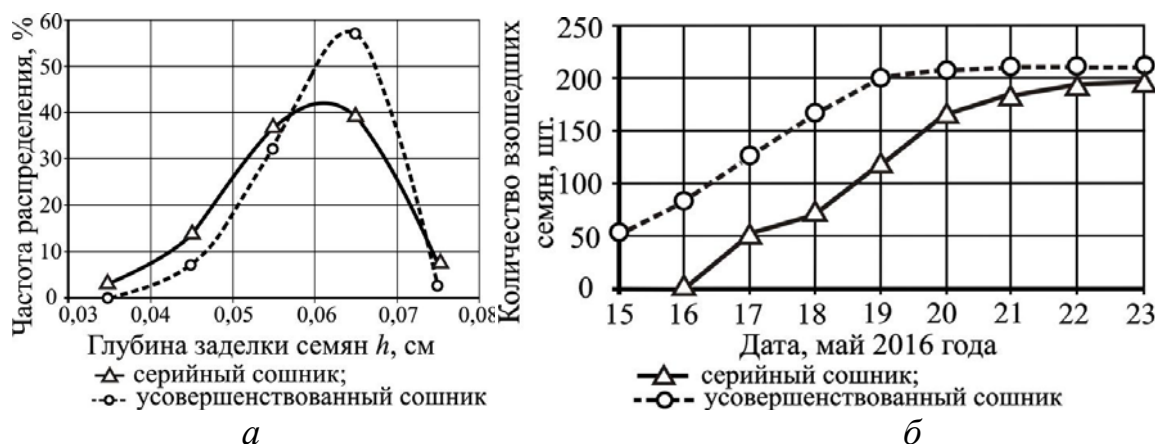 Частота распределения, %
60
50
40
30
20
10
0
0,03 0,04 0,05 0,06 0,07 0,08
Глубина заделки семян h, см
серийный сошник;
усовершенствованный сошник
а
Количество взошедших
семян, шт.
250
200
150
100
50
0
15 16 17 18 19 20 21 22 23
Дата, май 2016 года
серийный сошник;
усовершенствованный сошник
б